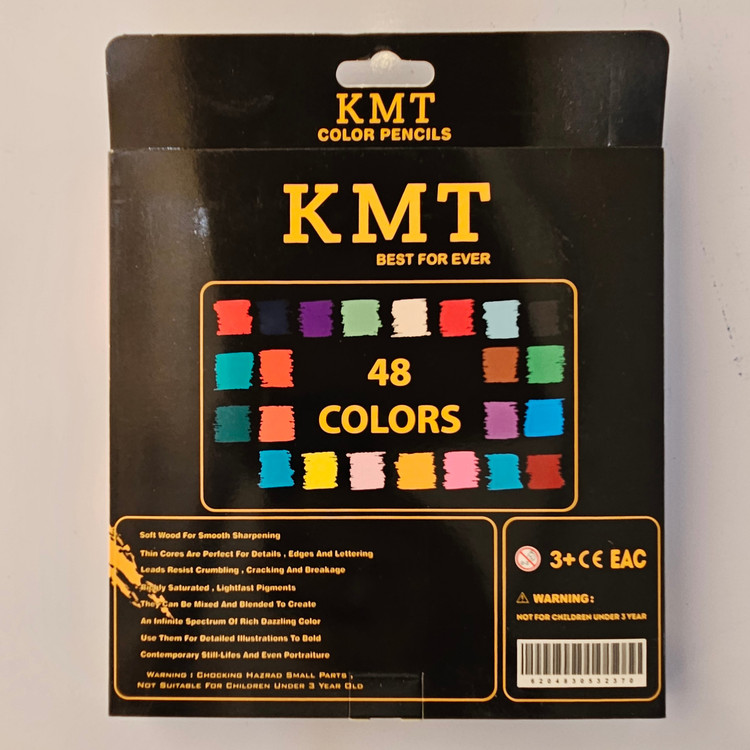 KMT
COLOR PENCILS
KMT
BEST FOR EVER
48
COLORS
Soft Wood For Smooth Sharpening
Thin Cores Are Perfect For Details , Edges And Lettering
Leads Resist Crumbling , Cracking And Breakage
Saturated , Lightfast Pigments
They Can Be Mixed And Blended To Create
An Infinite Spectrum Of Rich Dazzling Color
Use Them For Detailed Illustrations To Bold
Contemporary Still-Lifes And Even Portraiture
Warning ! Chocking Hazrad Small Parts ,
Not Suitable For Children Under 3 Year Old
3+ CE EAC
⚠ WARNING:
NOT FOR CHILDREN UNDER 3 YEAR
6204830532370